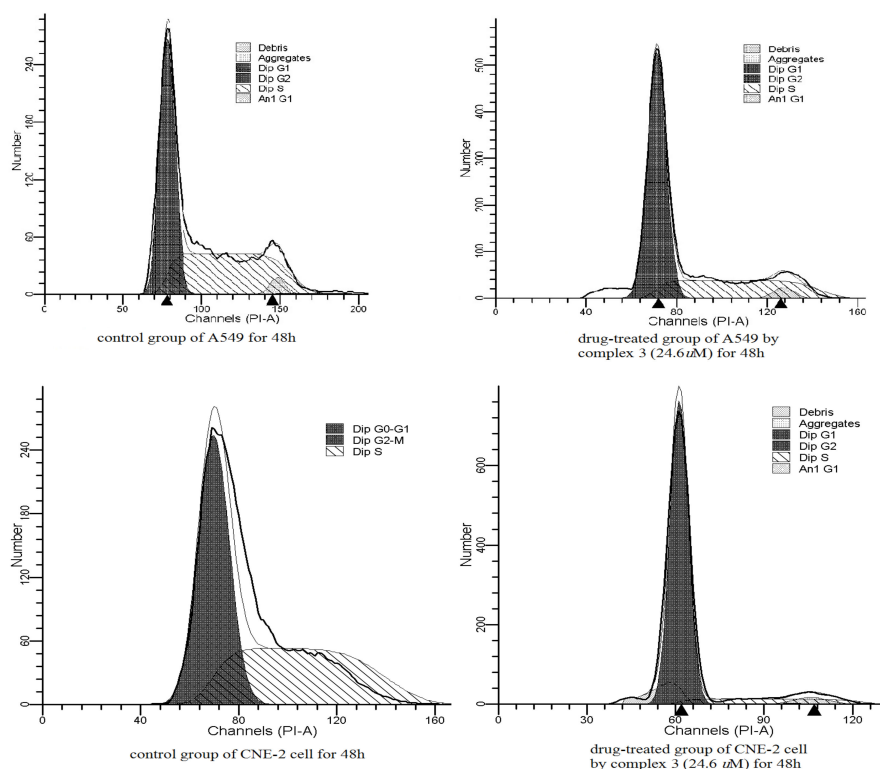 Debris
Aggregates
Dip G1
Dip G2
Dip S
An1 G1
Number
0 60 120 180 240
0 50 100 150 200
Channels (PI-A)
control group of A549 for 48h
Debris
Aggregates
Dip G1
Dip G2
Dip S
An1 G1
Number
0 100 200 300 400 500
0 40 80 120 160
Channels (PI-A)
drug-treated group of A549 by
complex 3 (24.6uM) for 48h
Dip G0-G1
Dip G2-M
Dip S
Number
0 60 120 180 240
0 40 80 120 160
Channels (PI-A)
control group of CNE-2 cell for 48h
Debris
Aggregates
Dip G1
Dip G2
Dip S
An1 G1
Number
0 200 400 600
0 30 60 90 120
Channels (PI-A)
drug-treated group of CNE-2 cell
by complex 3 (24.6 uM) for 48h